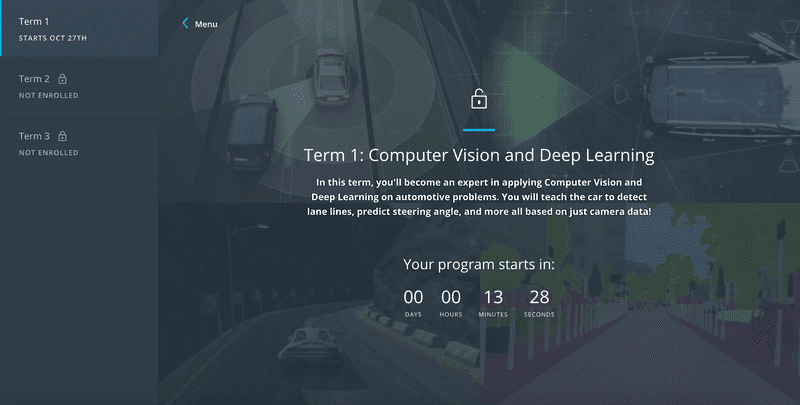 Term 1
STARTS OCT 27TH
Term 2
NOT ENROLLED
Term 3
NOT ENROLLED
Menu
Term 1: Computer Vision and Deep Learning
In this term, you'll become an expert in applying Computer Vision and
Deep Learning on automotive problems. You will teach the car to detect
lane lines, predict steering angle, and more all based on just camera data!
Your program starts in:
00 00 13 28
DAYS HOURS MINUTES SECONDS